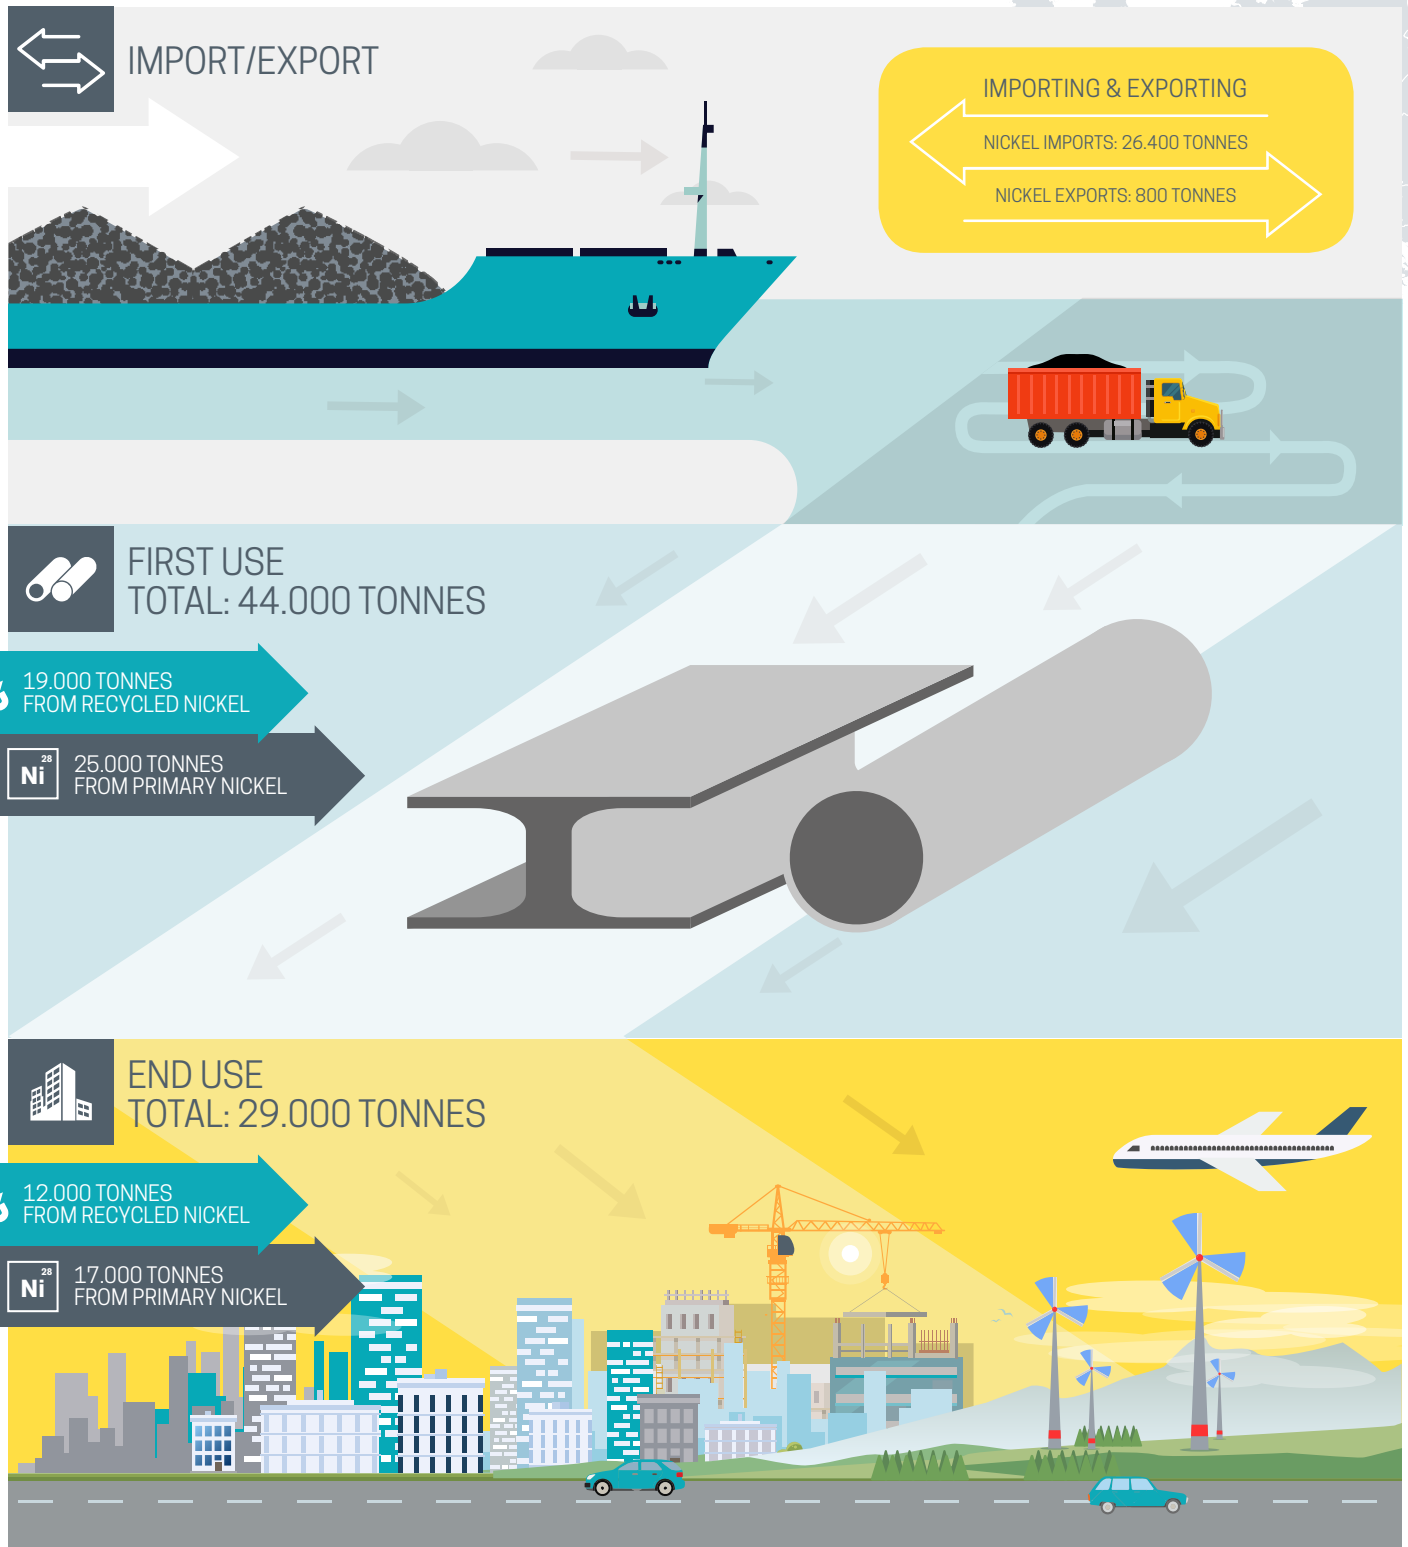 IMPORT/EXPORT
IMPORTING & EXPORTING
NICKEL IMPORTS: 26.400 TONNES
NICKEL EXPORTS: 800 TONNES
FIRST USE
TOTAL: 44.000 TONNES
19.000 TONNES
FROM RECYCLED NICKEL
28
Ni
25.000 TONNES
FROM PRIMARY NICKEL
END USE
TOTAL: 29.000 TONNES
12.000 TONNES
FROM RECYCLED NICKEL
28
Ni
17.000 TONNES
FROM PRIMARY NICKEL